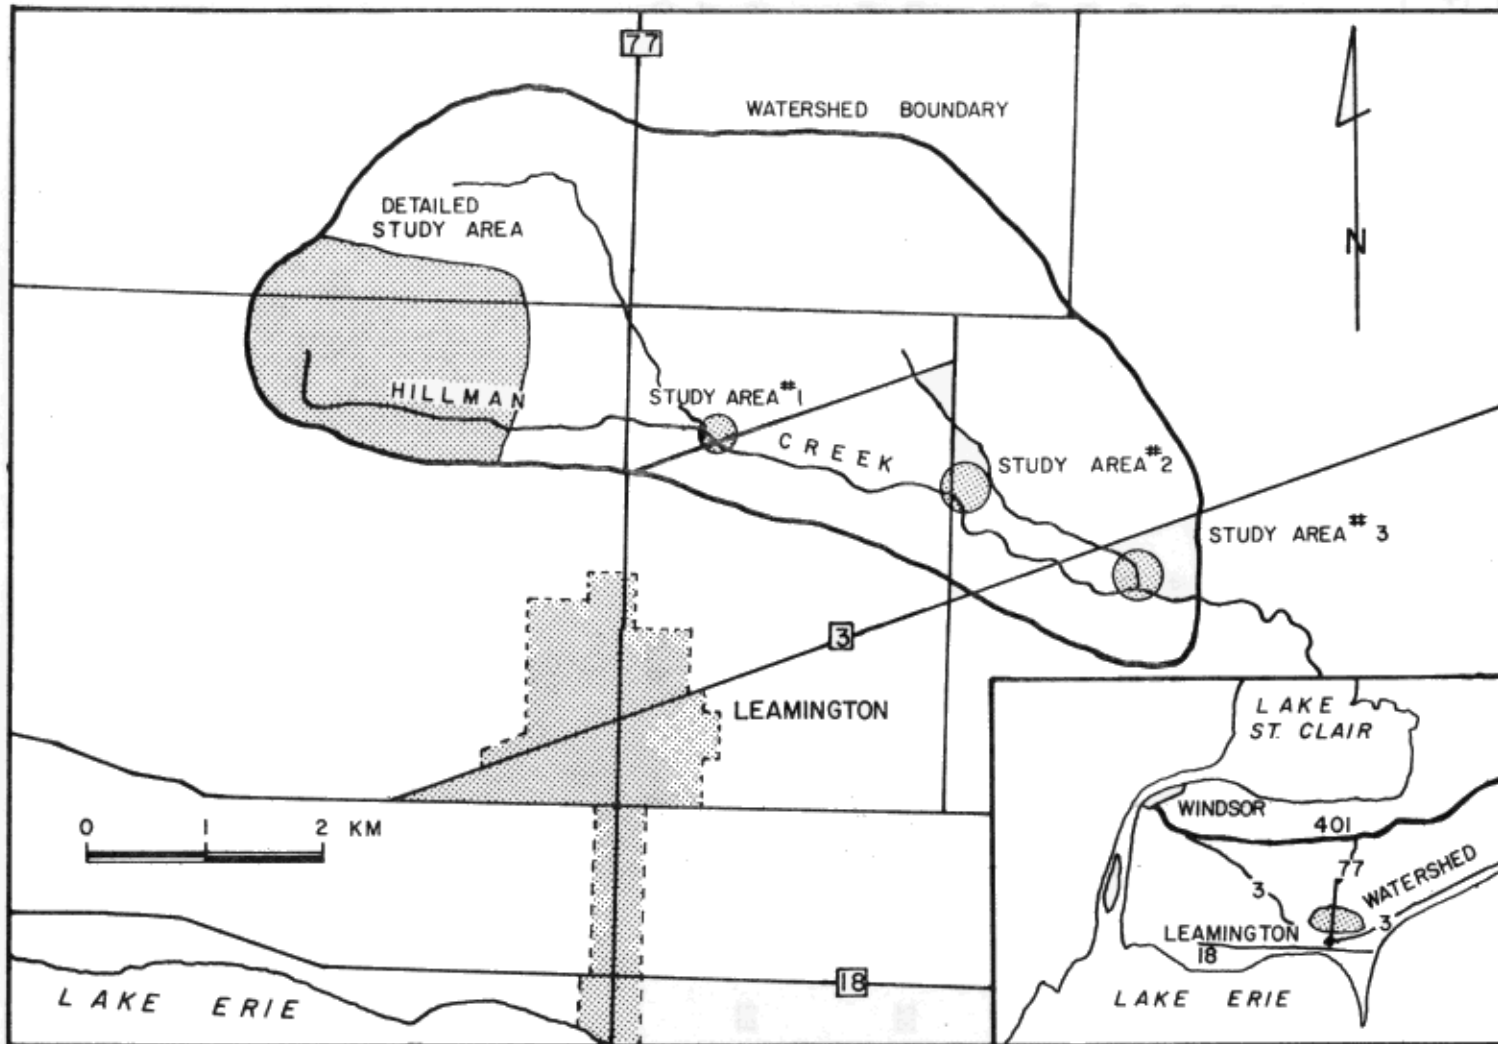 77
WATERSHED BOUNDARY
DETAILED
STUDY AREA
N
HILLMAN
STUDY AREA #1
CREEK
STUDY AREA #2
STUDY AREA # 3
3
LEAMINGTON
0 1 2 KM
18
LAKE ERIE
LAKE
ST. CLAIR
WINDSOR
401
77
3
WATERSHED
3
LEAMINGTON
18
LAKE ERIE